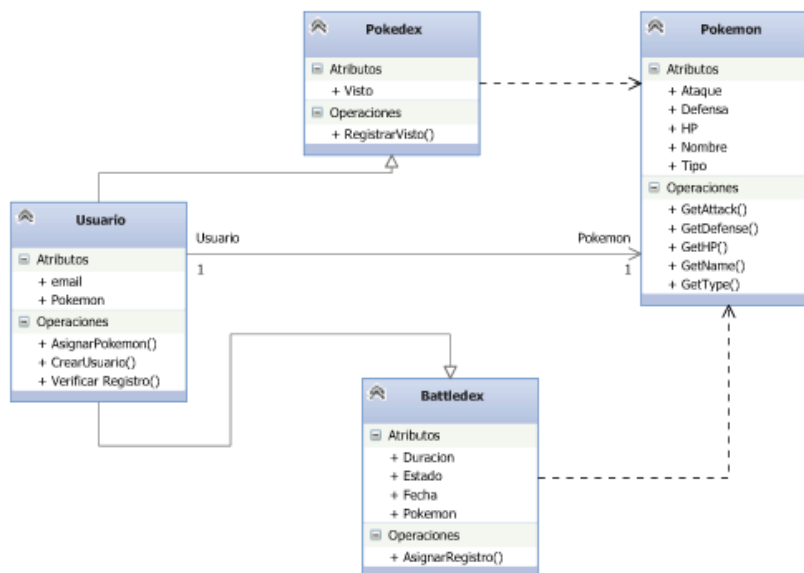 Pokedex
Atributos
+ Visto
Operaciones
+ RegistrarVisto()
Pokemon
Atributos
+ Ataque
+ Defensa
+ HP
+ Nombre
+ Tipo
Operaciones
+ GetAttack()
+ GetDefense()
+ GetHP()
+ GetName()
+ GetType()
Usuario
Atributos
+ email
+ Pokemon
Operaciones
+ AsignarPokemon()
+ CrearUsuario()
+ Verificar Registro()
Usuario
1
Pokemon
1
Battledex
Atributos
+ Duracion
+ Estado
+ Fecha
+ Pokemon
Operaciones
+ AsignarRegistro()